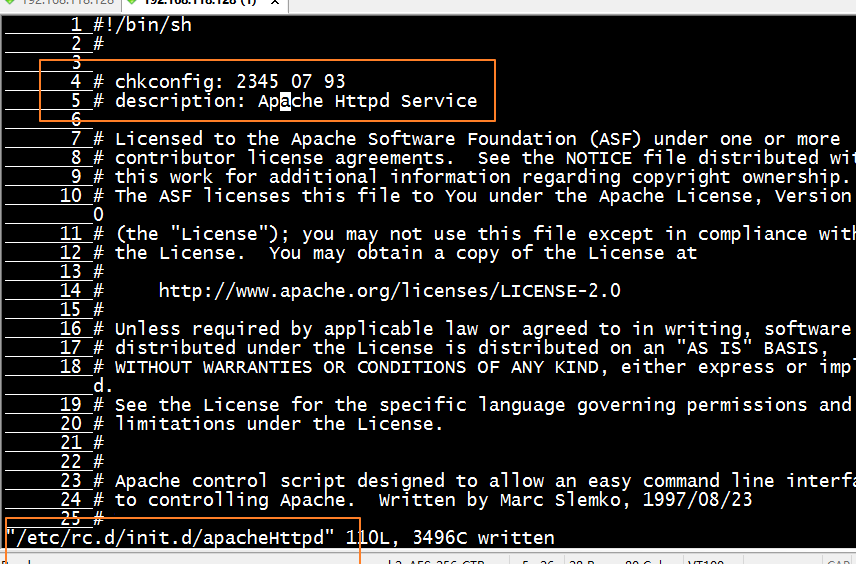 192.168.118.128
192.168.118.128 (1)
1 #!/bin/sh
2 #
3
4 # chkconfig: 2345 07 93
5 # description: Apache Httpd Service
6
7 # Licensed to the Apache Software Foundation (ASF) under one or more
8 # contributor license agreements.  See the NOTICE file distributed wit
9 # this work for additional information regarding copyright ownership.
10 # The ASF licenses this file to You under the Apache License, Version
0
11 # (the "License"); you may not use this file except in compliance with
12 # the License.  You may obtain a copy of the License at
13 #
14 #     http://www.apache.org/licenses/LICENSE-2.0
15 #
16 # Unless required by applicable law or agreed to in writing, software
17 # distributed under the License is distributed on an "AS IS" BASIS,
18 # WITHOUT WARRANTIES OR CONDITIONS OF ANY KIND, either express or impl
d.
19 # See the License for the specific language governing permissions and
20 # limitations under the License.
21 #
22 #
23 # Apache control script designed to allow an easy command line interfa
24 # to controlling Apache.  Written by Marc Slemko, 1997/08/23
25 #
"/etc/rc.d/init.d/apacheHttpd" 110L, 3496C written